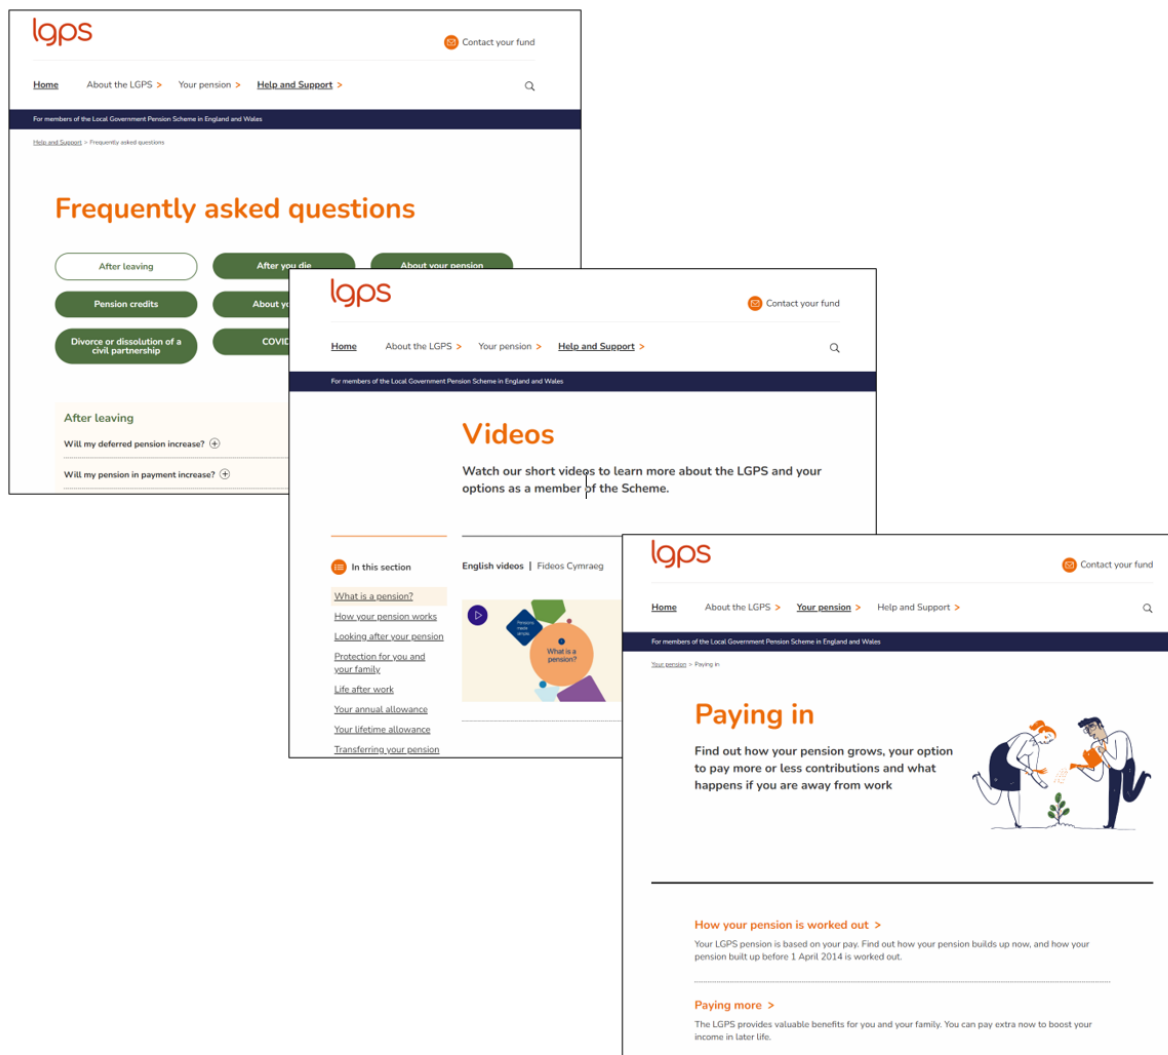 lgps
Contact your fund
Home About the LGPS > Your pension > Help and Support >
For members of the Local Government Pension Scheme in England and Wales
Help and Support > Frequently asked questions
Frequently asked questions
After leaving After you die About your pension
Pension credits About
Divorce or dissolution of a
civil partnership
After leaving
Will my deferred pension increase?
Will my pension in payment increase?
lgps
Contact your fund
Home About the LGPS > Your pension > Help and Support >
For members of the Local Government Pension Scheme in England and Wales
Videos
Watch our short videos to learn more about the LGPS and your
options as a member of the Scheme.
In this section
English videos | Fideos Cymraeg
What is a pension?
How your pension works
Looking after your pension
Protection for you and
your family
Life after work
Your annual allowance
Your lifetime allowance
Transferring your pension
Pensions
made
simple
What is a
pension?
lgps
Contact your fund
Home About the LGPS > Your pension > Help and Support >
For members of the Local Government Pension Scheme in England and Wales
Your pension > Paying in
Paying in
Find out how your pension grows, your option
to pay more or less contributions and what
happens if you are away from work
How your pension is worked out >
Your LGPS pension is based on your pay. Find out how your pension builds up now, and how your
pension built up before 1 April 2014 is worked out.
Paying more >
The LGPS provides valuable benefits for you and your family. You can pay extra now to boost your
income in later life.